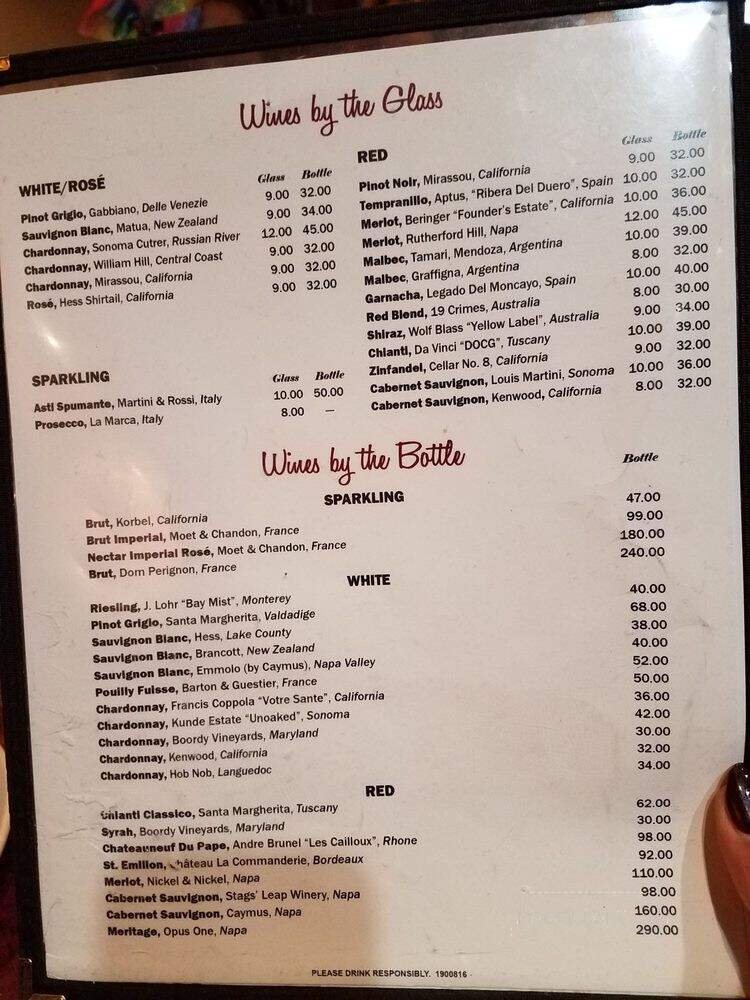 Wines by the Glass
WHITE/ROSÉ Glass Bottle
Pinot Grigio, Gabbiano, Delle Venezie 9.00 32.00
Sauvignon Blanc, Matua, New Zealand 9.00 34.00
Chardonnay, Sonoma Cutrer, Russian River 12.00 45.00
Chardonnay, William Hill, Central Coast 9.00 32.00
Chardonnay, Mirassou, California 9.00 32.00
Rosé, Hess Shirtail, California 9.00 32.00
SPARKLING Glass Bottle
Asti Spumante, Martini & Rossi, Italy 10.00 50.00
Prosecco, La Marca, Italy 8.00 —
RED Glass Bottle
Pinot Noir, Mirassou, California 9.00 32.00
Tempranillo, Aptus, "Ribera Del Duero", Spain 10.00 32.00
Merlot, Beringer "Founder's Estate", California 10.00 36.00
Merlot, Rutherford Hill, Napa 12.00 45.00
Malbec, Tamari, Mendoza, Argentina 10.00 39.00
Malbec, Graffigna, Argentina 8.00 32.00
Garnacha, Legado Del Moncayo, Spain 10.00 40.00
Red Blend, 19 Crimes, Australia 8.00 30.00
Shiraz, Wolf Blass "Yellow Label", Australia 9.00 34.00
Chianti, Da Vinci "DOCG", Tuscany 10.00 39.00
Zinfandel, Cellar No. 8, California 9.00 32.00
Cabernet Sauvignon, Louis Martini, Sonoma 10.00 36.00
Cabernet Sauvignon, Kenwood, California 8.00 32.00
Wines by the Bottle Bottle
SPARKLING
Brut, Korbel, California 47.00
Brut Imperial, Moet & Chandon, France 99.00
Nectar Imperial Rosé, Moet & Chandon, France 180.00
Brut, Dom Perignon, France 240.00
WHITE
Riesling, J. Lohr "Bay Mist", Monterey 40.00
Pinot Grigio, Santa Margherita, Valdadige 68.00
Sauvignon Blanc, Hess, Lake County 38.00
Sauvignon Blanc, Brancott, New Zealand 40.00
Sauvignon Blanc, Emmolo (by Caymus), Napa Valley 52.00
Pouilly Fuisse, Barton & Guestier, France 50.00
Chardonnay, Francis Coppola "Votre Sante", California 36.00
Chardonnay, Kunde Estate "Unoaked", Sonoma 42.00
Chardonnay, Boordy Vineyards, Maryland 30.00
Chardonnay, Kenwood, California 32.00
Chardonnay, Hob Nob, Languedoc 34.00
RED
Chianti Classico, Santa Margherita, Tuscany 62.00
Syrah, Boordy Vineyards, Maryland 30.00
Chateauneuf Du Pape, Andre Brunel "Les Cailloux", Rhone 98.00
St. Emilion, Château La Commanderie, Bordeaux 92.00
Merlot, Nickel & Nickel, Napa 110.00
Cabernet Sauvignon, Stags' Leap Winery, Napa 98.00
Cabernet Sauvignon, Caymus, Napa 160.00
Meritage, Opus One, Napa 290.00
PLEASE DRINK RESPONSIBLY. 1900816